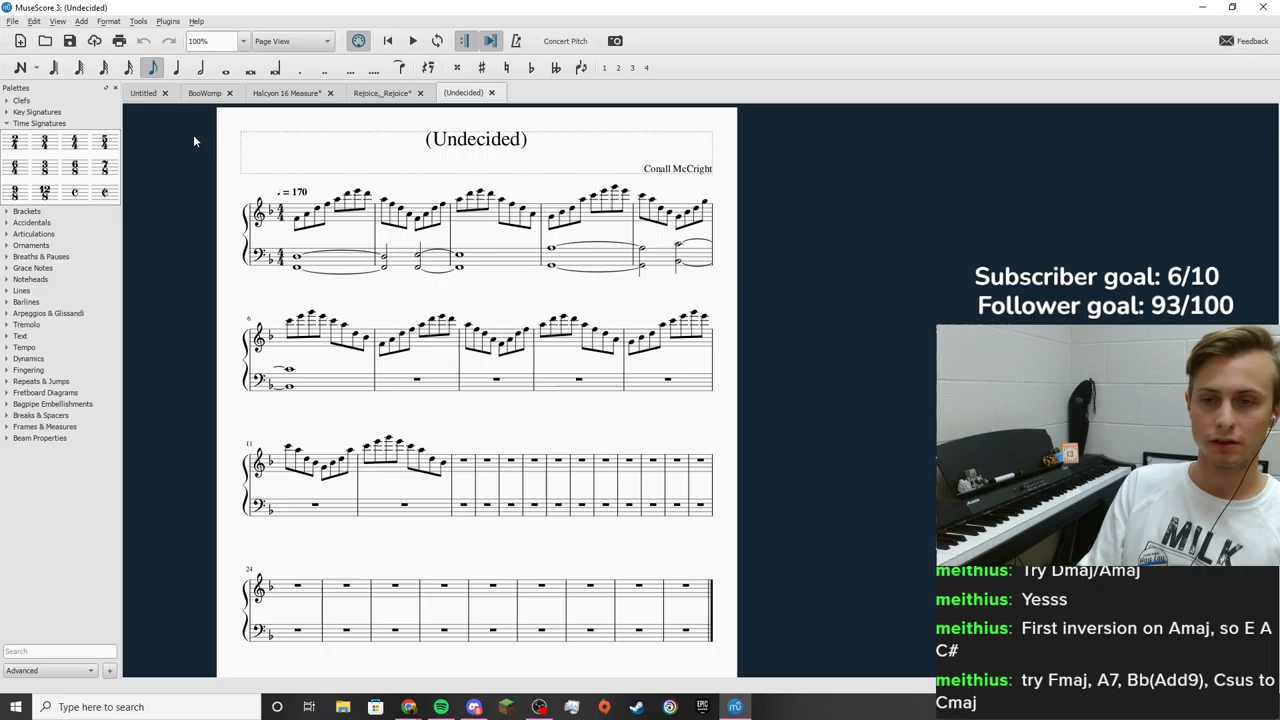 MuseScore 3: (Undecided)
File Edit View Add Format Tools Plugins Help
100% Page View Concert Pitch Feedback
1 2 3 4
Palettes
Untitled BooWomp Halcyon 16 Measure* Rejoice,_Rejoice* (Undecided)
Clefs
Key Signatures
Time Signatures
Brackets
Accidentals
Articulations
Ornaments
Breaths & Pauses
Grace Notes
Noteheads
Lines
Barlines
Arpeggios & Glissandi
Tremolo
Text
Tempo
Dynamics
Fingering
Repeats & Jumps
Fretboard Diagrams
Bagpipe Embellishments
Breaks & Spacers
Frames & Measures
Beam Properties
Search
Advanced
(Undecided)
Conall McCright
= 170
6
11
24
Subscriber goal: 6/10
Follower goal: 93/100
MILK
meithius: Try Dmaj/Amaj
meithius: Yesss
meithius: First inversion on Amaj, so E A
C#
meithius: try Fmaj, A7, Bb(Add9), Csus to
Cmaj
Type here to search